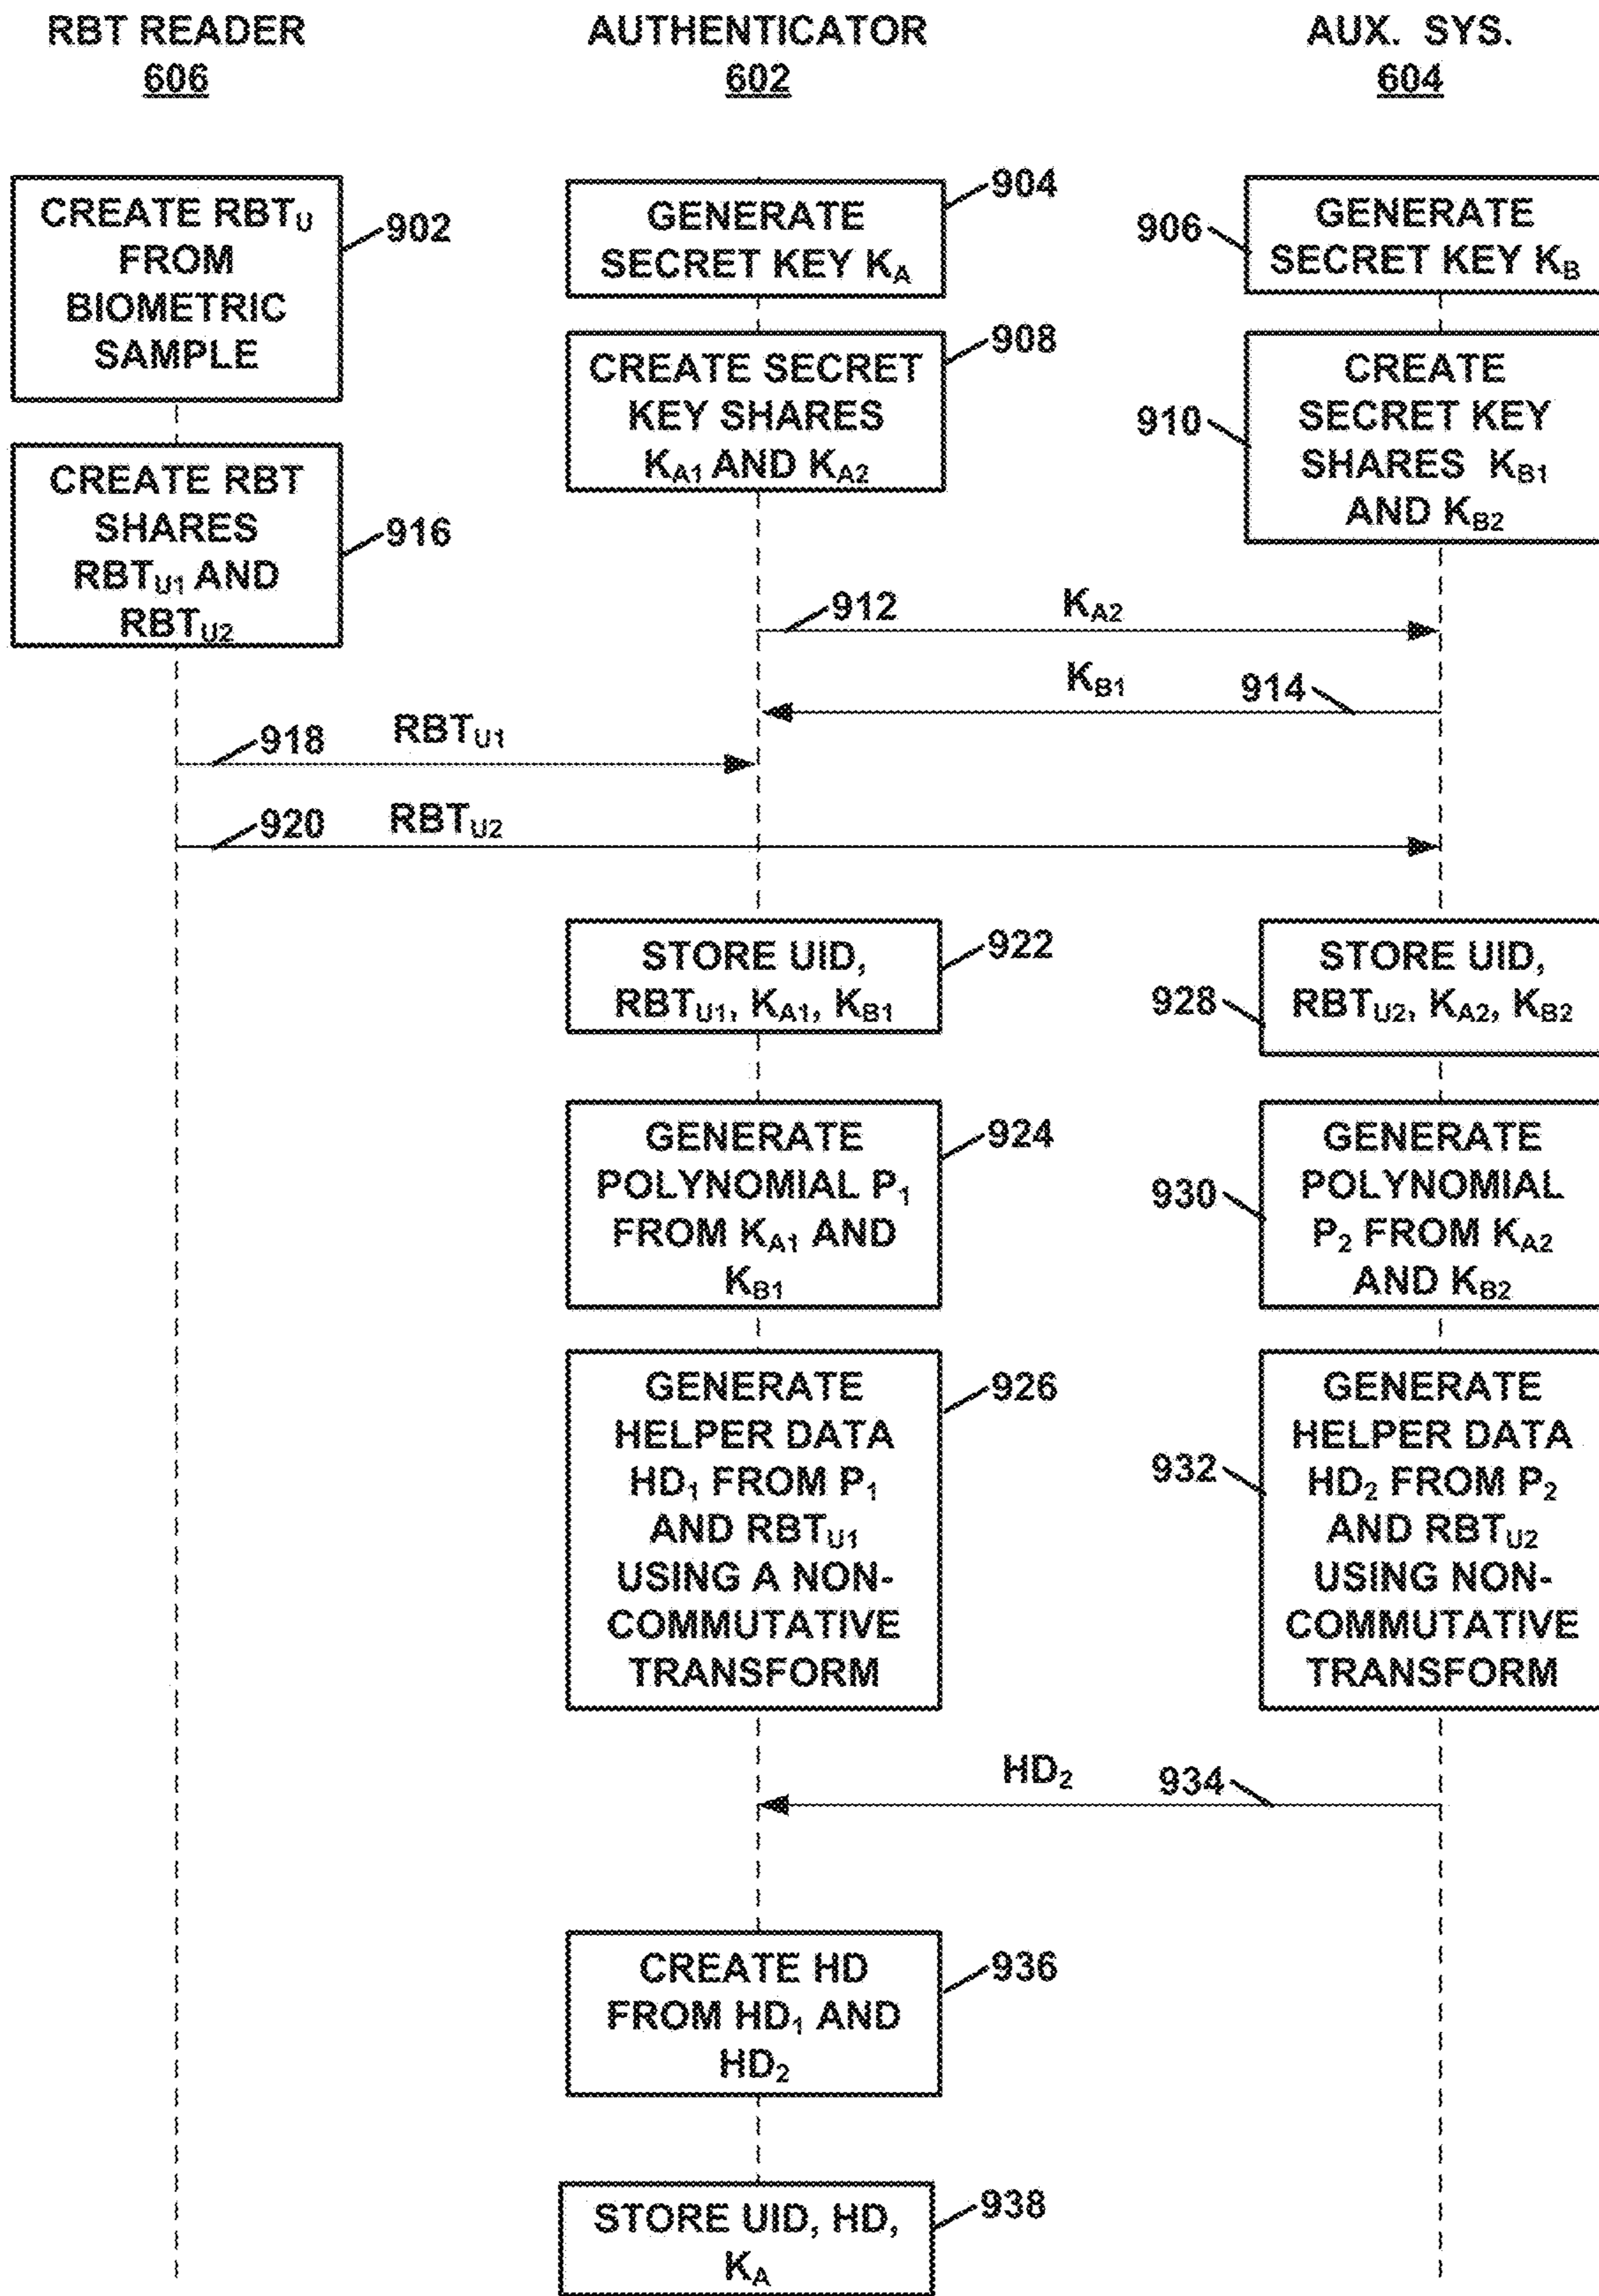 RBT READER
606
AUTHENTICATOR
602
AUX. SYS.
604
CREATE RBTU
FROM
BIOMETRIC
SAMPLE
902
GENERATE
SECRET KEY KA
904
906
GENERATE
SECRET KEY KB
CREATE SECRET
KEY SHARES
KA1 AND KA2
908
910
CREATE
SECRET KEY
SHARES KB1
AND KB2
CREATE RBT
SHARES
RBTU1 AND
RBTU2
916
912
KA2
KB1
914
918
RBTU1
920
RBTU2
STORE UID,
RBTU1, KA1, KB1
922
928
STORE UID,
RBTU2, KA2, KB2
GENERATE
POLYNOMIAL P1
FROM KA1 AND
KB1
924
930
GENERATE
POLYNOMIAL
P2 FROM KA2
AND KB2
GENERATE
HELPER DATA
HD1 FROM P1
AND RBTU1
USING A NON-
COMMUTATIVE
TRANSFORM
926
932
GENERATE
HELPER DATA
HD2 FROM P2
AND RBTU2
USING NON-
COMMUTATIVE
TRANSFORM
HD2
934
CREATE HD
FROM HD1 AND
HD2
936
STORE UID, HD,
KA
938